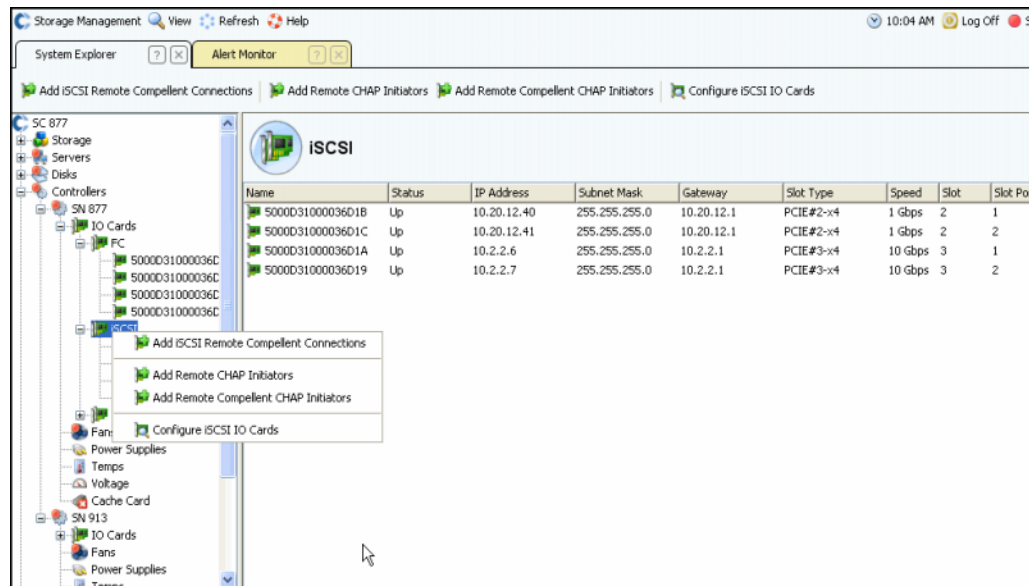 Storage Management View Refresh Help 10:04 AM Log Off S
System Explorer ? X Alert Monitor ? X
Add iSCSI Remote Compellent Connections Add Remote CHAP Initiators Add Remote Compellent CHAP Initiators Configure iSCSI IO Cards
SC 877
Storage
Servers
Disks
Controllers
SN 877
IO Cards
FC
5000D31000036D
5000D31000036D
5000D31000036D
5000D31000036D
iSCSI
Fans
Power Supplies
Temps
Voltage
Cache Card
SN 913
IO Cards
Fans
Power Supplies
Temps
Add iSCSI Remote Compellent Connections
Add Remote CHAP Initiators
Add Remote Compellent CHAP Initiators
Configure iSCSI IO Cards
iSCSI
Name Status IP Address Subnet Mask Gateway Slot Type Speed Slot Slot Po
5000D31000036D1B Up 10.20.12.40 255.255.255.0 10.20.12.1 PCIE#2-x4 1 Gbps 2 1
5000D31000036D1C Up 10.20.12.41 255.255.255.0 10.20.12.1 PCIE#2-x4 1 Gbps 2 2
5000D31000036D1A Up 10.2.2.6 255.255.255.0 10.2.2.1 PCIE#3-x4 10 Gbps 3 1
5000D31000036D19 Up 10.2.2.7 255.255.255.0 10.2.2.1 PCIE#3-x4 10 Gbps 3 2